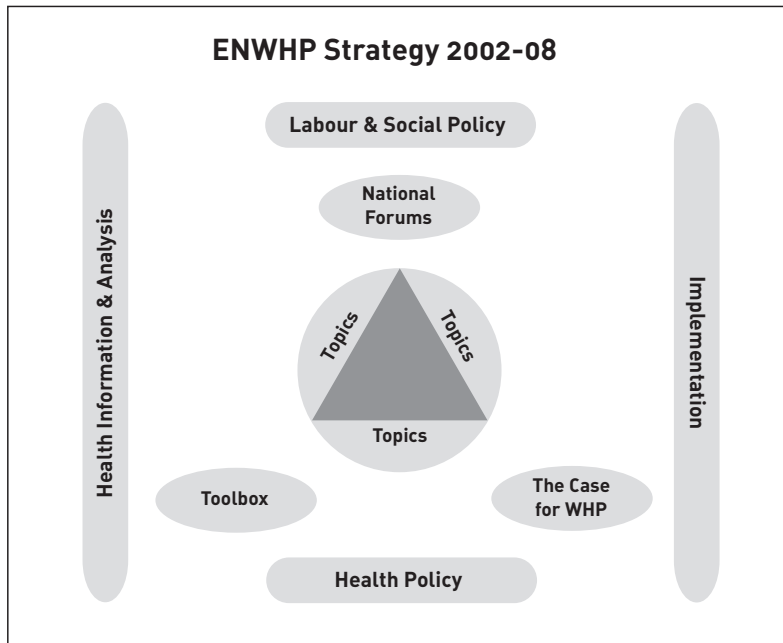 ENWHP Strategy 2002-08
Labour & Social Policy
National
Forums
Health Information & Analysis
Topics
Topics
Implementation
Topics
Toolbox
The Case
for WHP
Health Policy